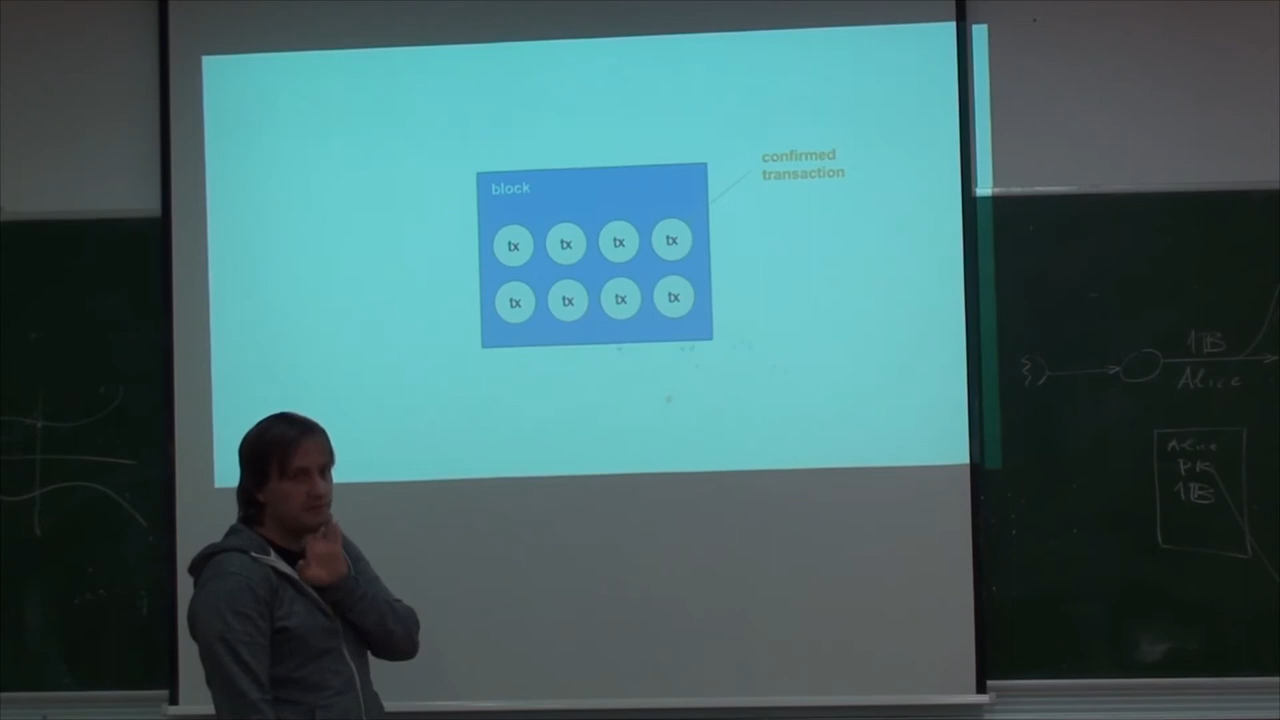 block
confirmed
transaction
tx tx tx tx
tx tx tx tx
1B
Alice
Alice
PK
1B